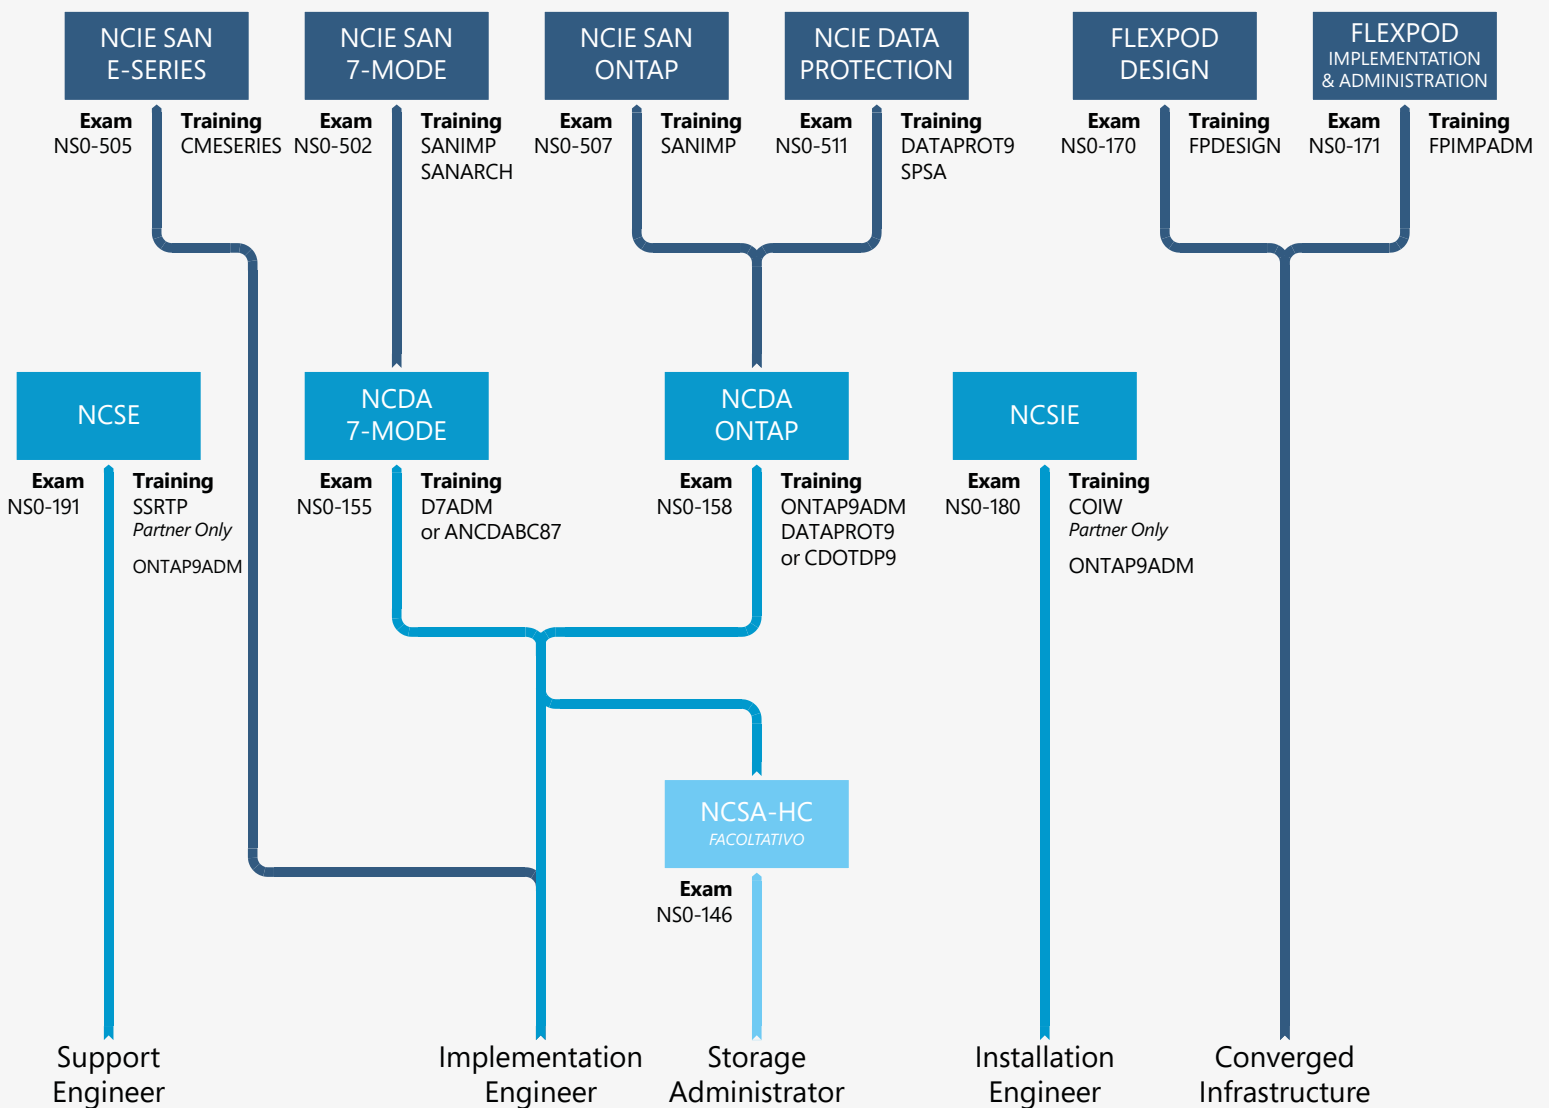 NCIE SAN
E-SERIES
NCIE SAN
7-MODE
NCIE SAN
ONTAP
NCIE DATA
PROTECTION
FLEXPOD
DESIGN
FLEXPOD
IMPLEMENTATION
& ADMINISTRATION
Exam
NS0-505
Training
CMESERIES
Exam
NS0-502
Training
SANIMP
SANARCH
Exam
NS0-507
Training
SANIMP
Exam
NS0-511
Training
DATAPROT9
SPSA
Exam
NS0-170
Training
FPDESIGN
Exam
NS0-171
Training
FPIMPADM
NCSE
NCDA
7-MODE
NCDA
ONTAP
NCSIE
Exam
NS0-191
Training
SSRTP
Partner Only
ONTAP9ADM
Exam
NS0-155
Training
D7ADM
or ANCDABC87
Exam
NS0-158
Training
ONTAP9ADM
DATAPROT9
or CDOTDP9
Exam
NS0-180
Training
COIW
Partner Only
ONTAP9ADM
NCSA-HC
FACOLTATIVO
Exam
NS0-146
Support
Engineer
Implementation
Engineer
Storage
Administrator
Installation
Engineer
Converged
Infrastructure